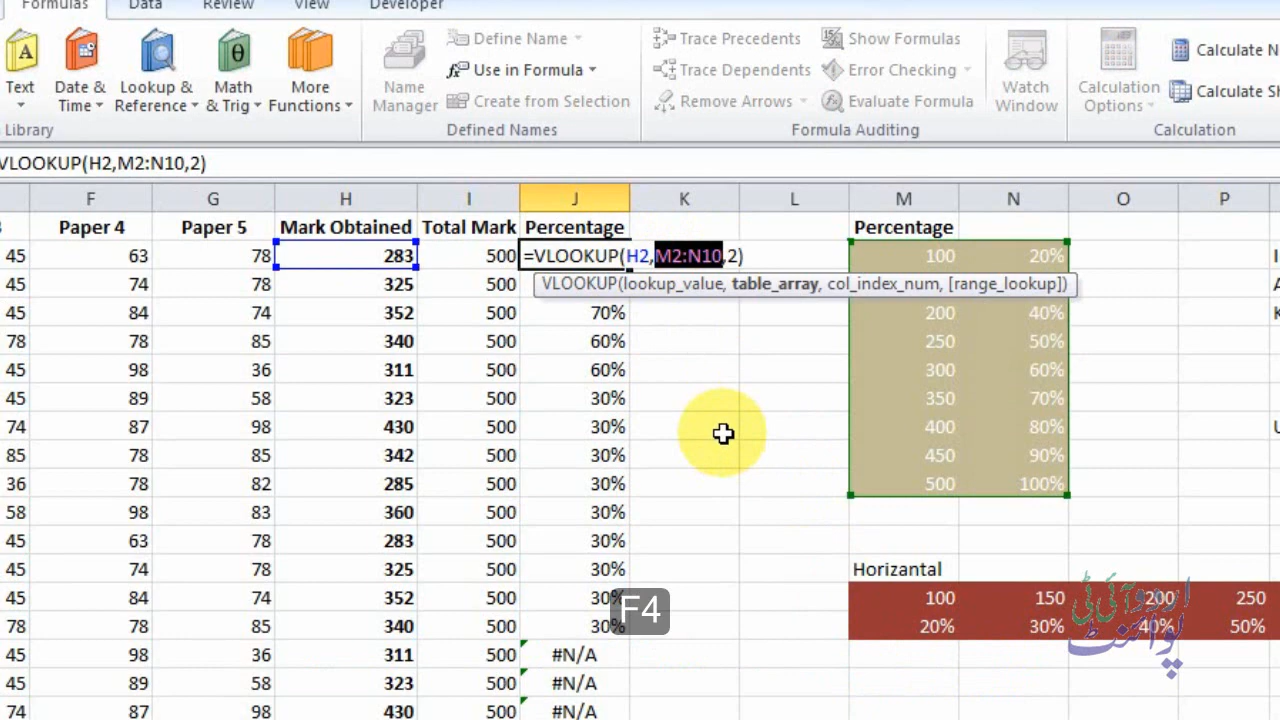 Formulas Data Review View Developer
Text Date & Time Lookup & Reference Math & Trig More Functions Name Manager Define Name Use in Formula Create from Selection Trace Precedents Trace Dependents Remove Arrows Show Formulas Error Checking Evaluate Formula Watch Window Calculation Options Calculate N Calculate Sh
Library Defined Names Formula Auditing Calculation
VLOOKUP(H2,M2:N10,2)
F G H I J K L M N O P
Paper 4 Paper 5 Mark Obtained Total Mark Percentage Percentage
45 63 78 283 500 =VLOOKUP(H2,M2:N10,2) 100 20%
45 74 78 325 500 VLOOKUP(lookup_value, table_array, col_index_num, [range_lookup])
45 84 74 352 500 70% 200 40%
78 78 85 340 500 60% 250 50%
45 98 36 311 500 60% 300 60%
45 89 58 323 500 30% 350 70%
74 87 98 430 500 30% 400 80%
85 78 85 342 500 30% 450 90%
36 78 82 285 500 30% 500 100%
58 98 83 360 500 30%
45 63 78 283 500 30%
45 74 78 325 500 30% Horizantal
45 84 74 352 500 30% 100 150 200 250
78 78 85 340 500 30% 20% 30% 40% 50%
F4
45 98 36 311 500 #N/A
45 89 58 323 500 #N/A
74 87 98 430 500 #N/A
اردو آئی ٹی
پوائنٹ